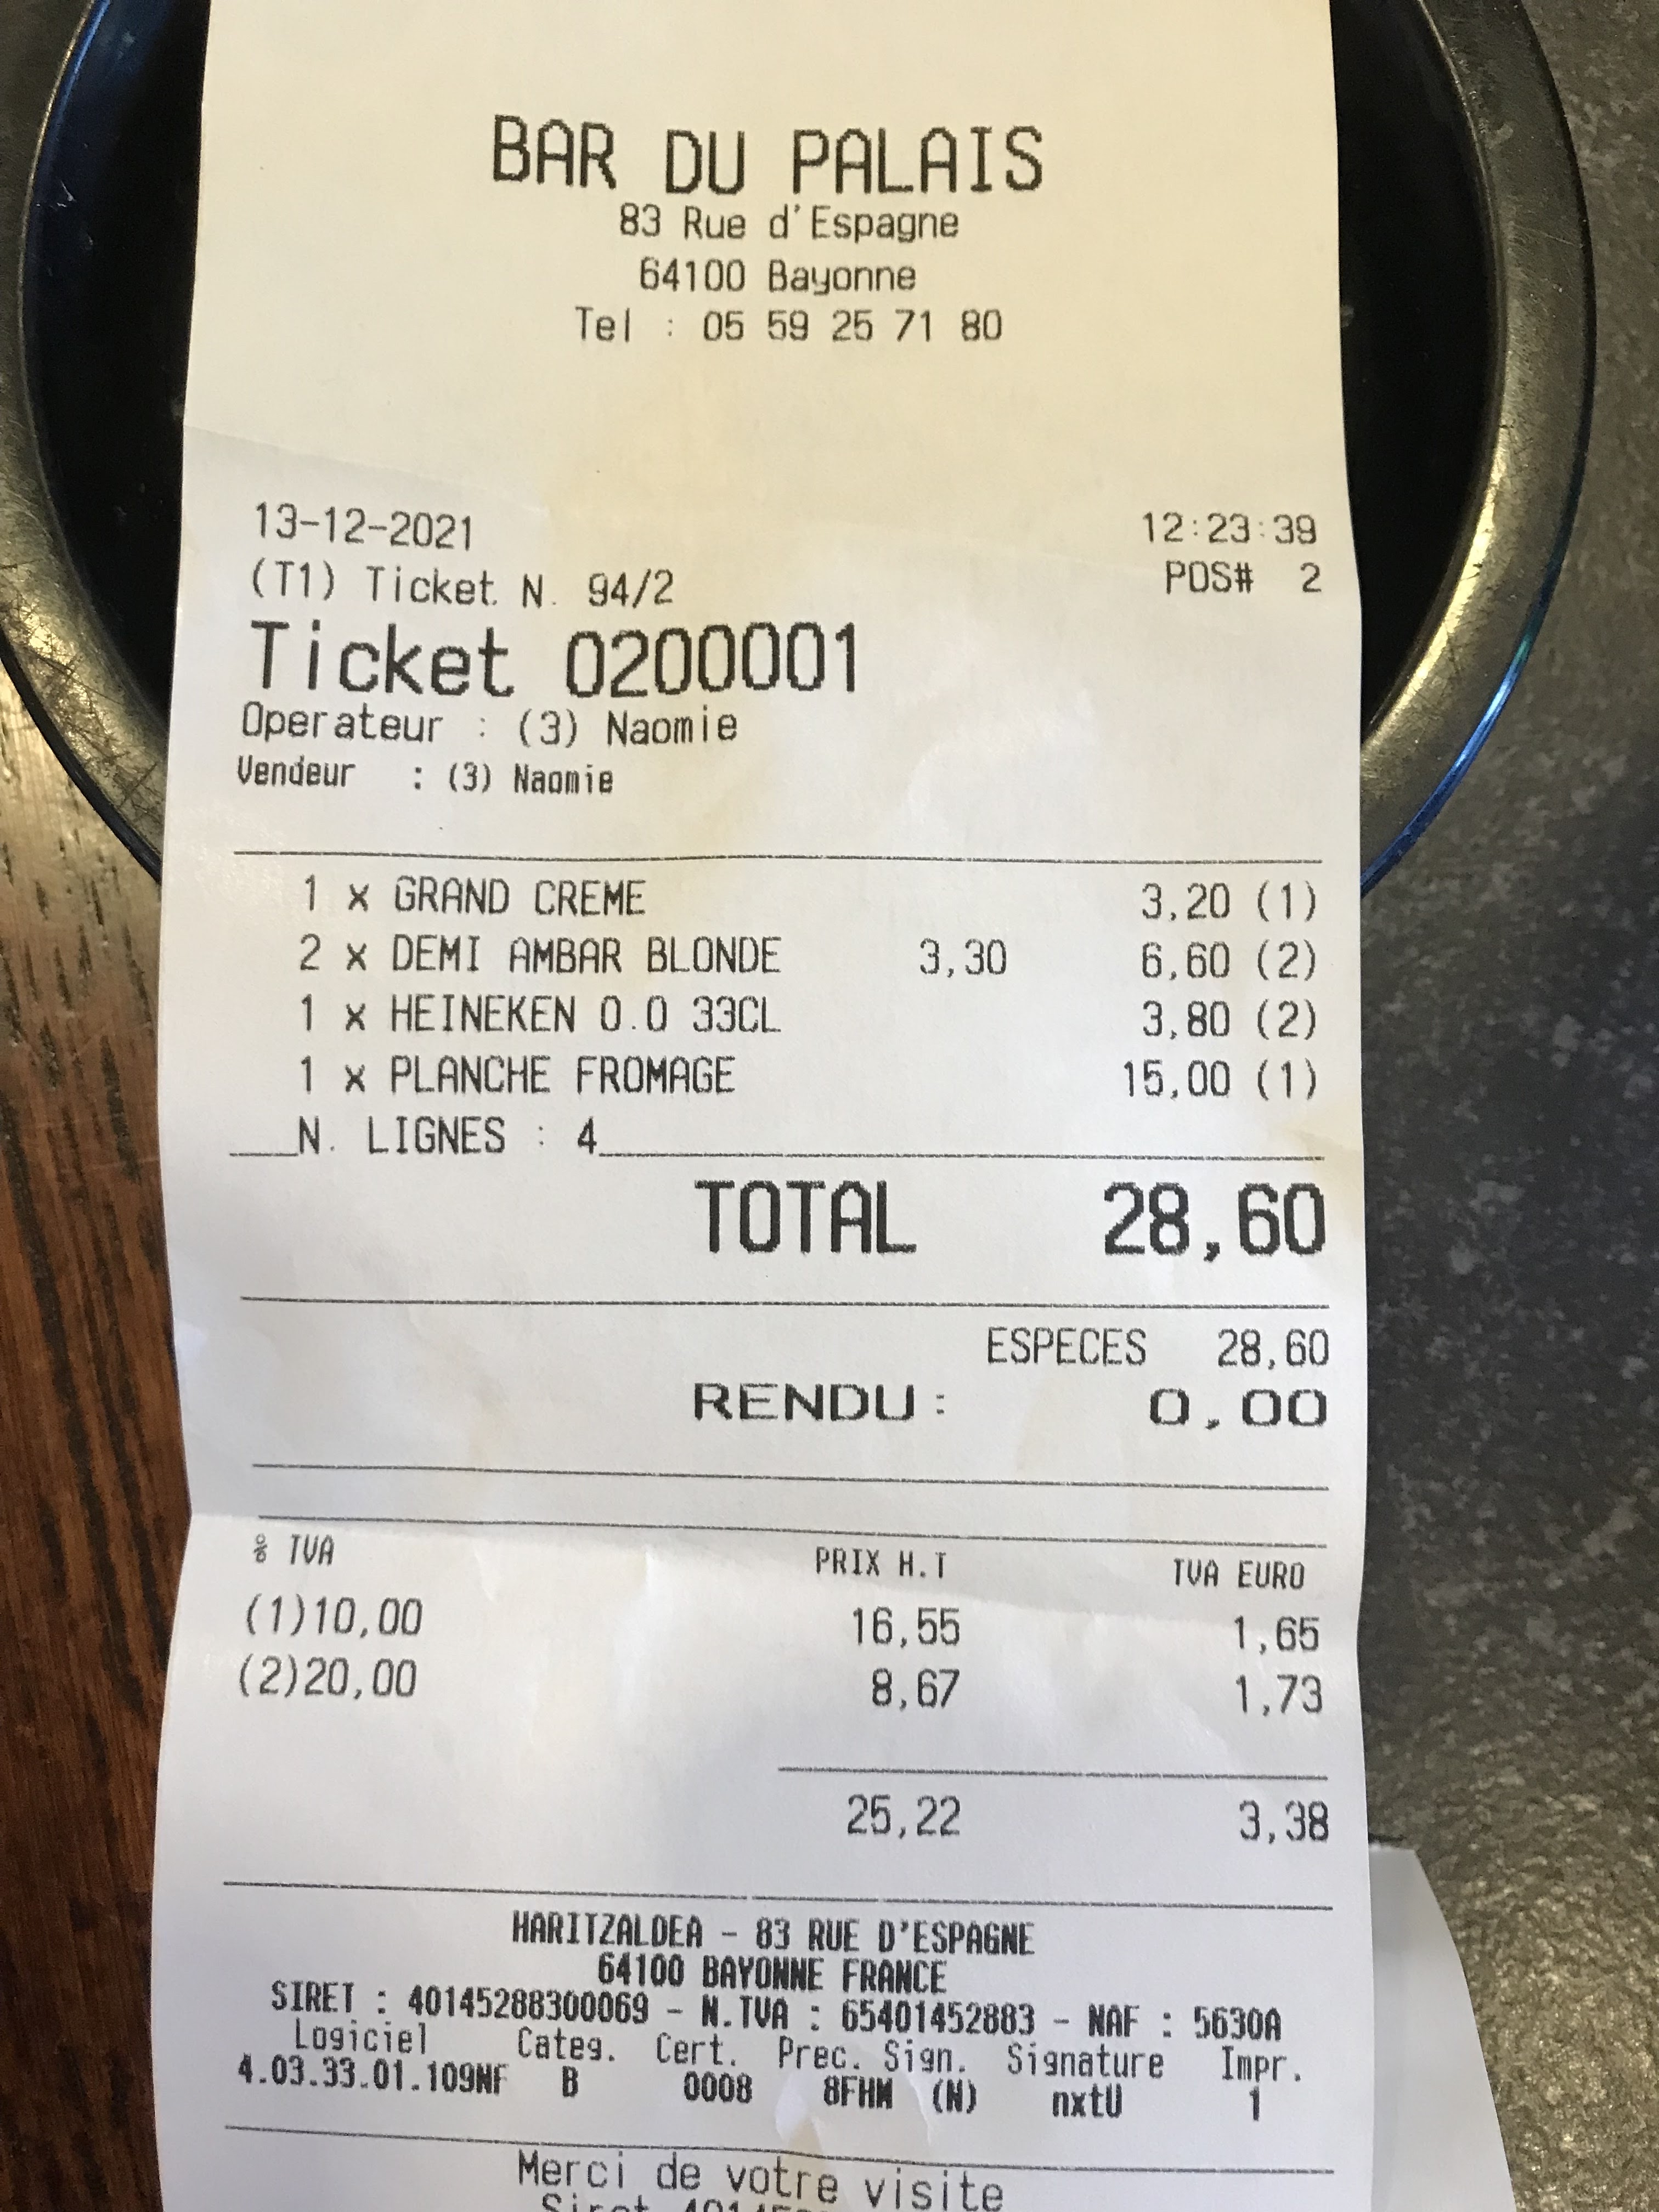 BAR DU PALAIS
83 Rue d'Espagne
64100 Bayonne
Tel : 05 59 25 71 80
13-12-2021 12:23:39
(T1) Ticket N. 94/2 POS# 2
Ticket 0200001
Operateur : (3) Naomie
Vendeur : (3) Naomie
1 x GRAND CREME 3,20 (1)
2 x DEMI AMBAR BLONDE 3,30 6,60 (2)
1 x HEINEKEN 0.0 33CL 3,80 (2)
1 x PLANCHE FROMAGE 15,00 (1)
N. LIGNES : 4
TOTAL 28,60
ESPECES 28,60
RENDU : 0,00
% TVA PRIX H.T TVA EURO
(1)10,00 16,55 1,65
(2)20,00 8,67 1,73
25,22 3,38
HARITZALDEA - 83 RUE D'ESPAGNE
64100 BAYONNE FRANCE
SIRET : 40145288300069 - N.TVA : 65401452883 - NAF : 5630A
Logiciel Categ. Cert. Prec. Sign. Signature Impr.
4.03.33.01.109NF B 0008 8FHM (N) nxtU 1
Merci de votre visite
Siret